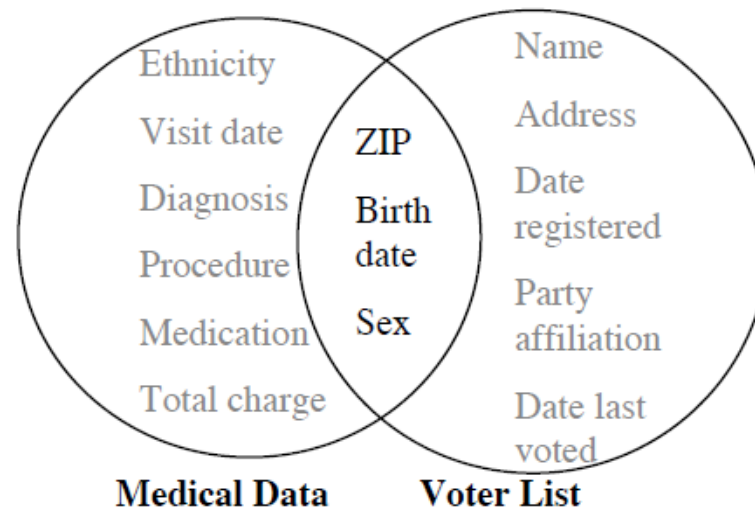 Ethnicity
Visit date
Diagnosis
Procedure
Medication
Total charge
ZIP
Birth
date
Sex
Name
Address
Date
registered
Party
affiliation
Date last
voted
Medical Data
Voter List